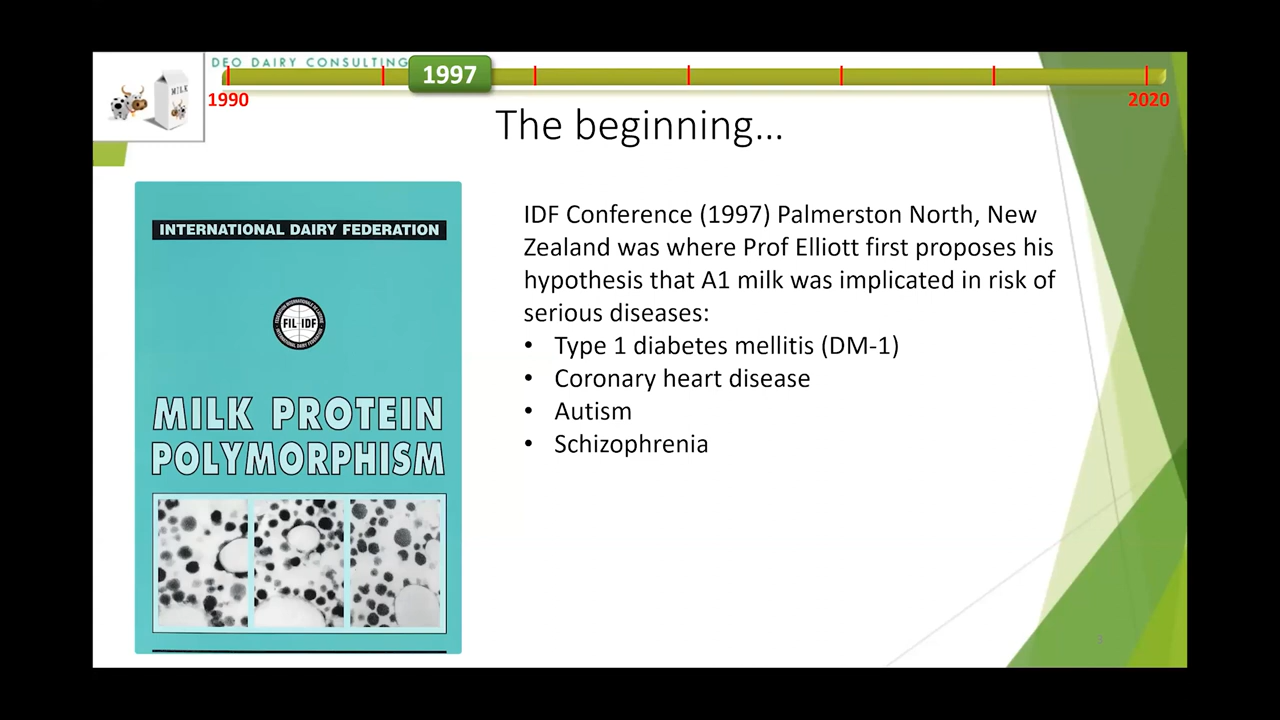 DEO DAIRY CONSULTING
MILK
1997
1990
2020
The beginning...
INTERNATIONAL DAIRY FEDERATION
FIL IDF
MILK PROTEIN
POLYMORPHISM
IDF Conference (1997) Palmerston North, New
Zealand was where Prof Elliott first proposes his
hypothesis that A1 milk was implicated in risk of
serious diseases:
• Type 1 diabetes mellitis (DM-1)
• Coronary heart disease
• Autism
• Schizophrenia